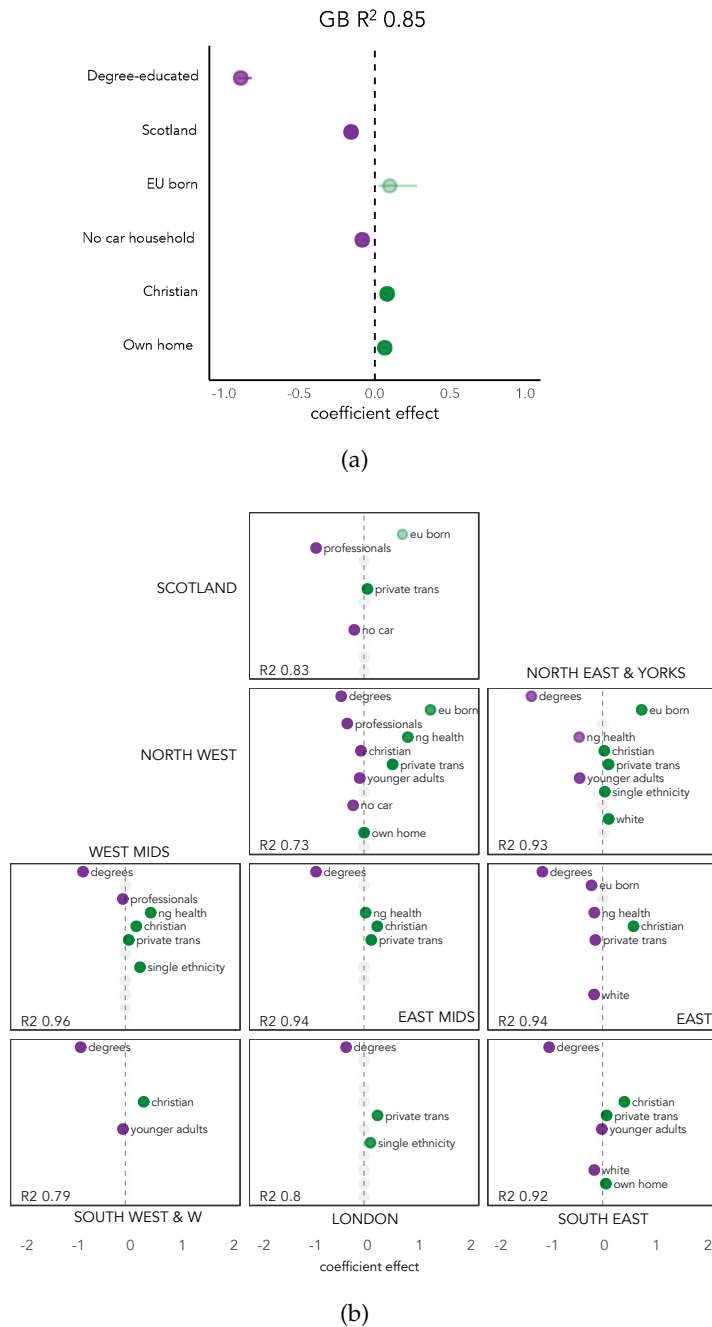 GB R² 0.85
Degree-educated
Scotland
EU born
No car household
Christian
Own home
-1.0 -0.5 0.0 0.5 1.0
coefficient effect
(a)
SCOTLAND
eu born
professionals
private trans
no car
R2 0.83
NORTH WEST
degrees
eu born
professionals
ng health
christian
private trans
younger adults
no car
own home
R2 0.73
NORTH EAST & YORKS
degrees
eu born
ng health
christian
private trans
younger adults
single ethnicity
white
R2 0.93
WEST MIDS
degrees
professionals
ng health
christian
private trans
single ethnicity
R2 0.96
degrees
ng health
christian
private trans
R2 0.94
EAST MIDS
degrees
eu born
ng health
christian
private trans
white
R2 0.94
EAST
degrees
christian
younger adults
R2 0.79
SOUTH WEST & W
degrees
private trans
single ethnicity
R2 0.8
LONDON
degrees
christian
private trans
younger adults
white
own home
R2 0.92
SOUTH EAST
-2 -1 0 1 2 -2 -1 0 1 2 -2 -1 0 1 2
coefficient effect
(b)